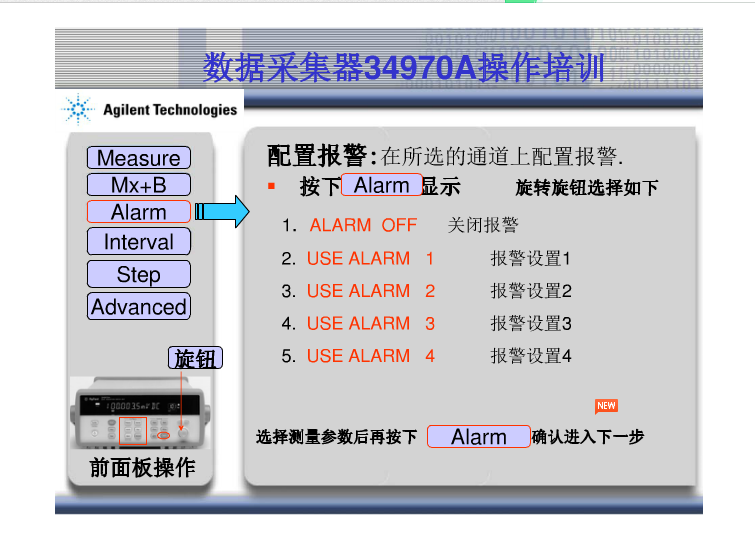 数据采集器34970A操作培训
Agilent Technologies
Measure
Mx+B
Alarm
Interval
Step
Advanced
旋钮
前面板操作
配置报警:在所选的通道上配置报警.
按下 Alarm 显示 旋转旋钮选择如下
1. ALARM OFF 关闭报警
2. USE ALARM 1 报警设置1
3. USE ALARM 2 报警设置2
4. USE ALARM 3 报警设置3
5. USE ALARM 4 报警设置4
NEW
选择测量参数后再按下 Alarm 确认进入下一步